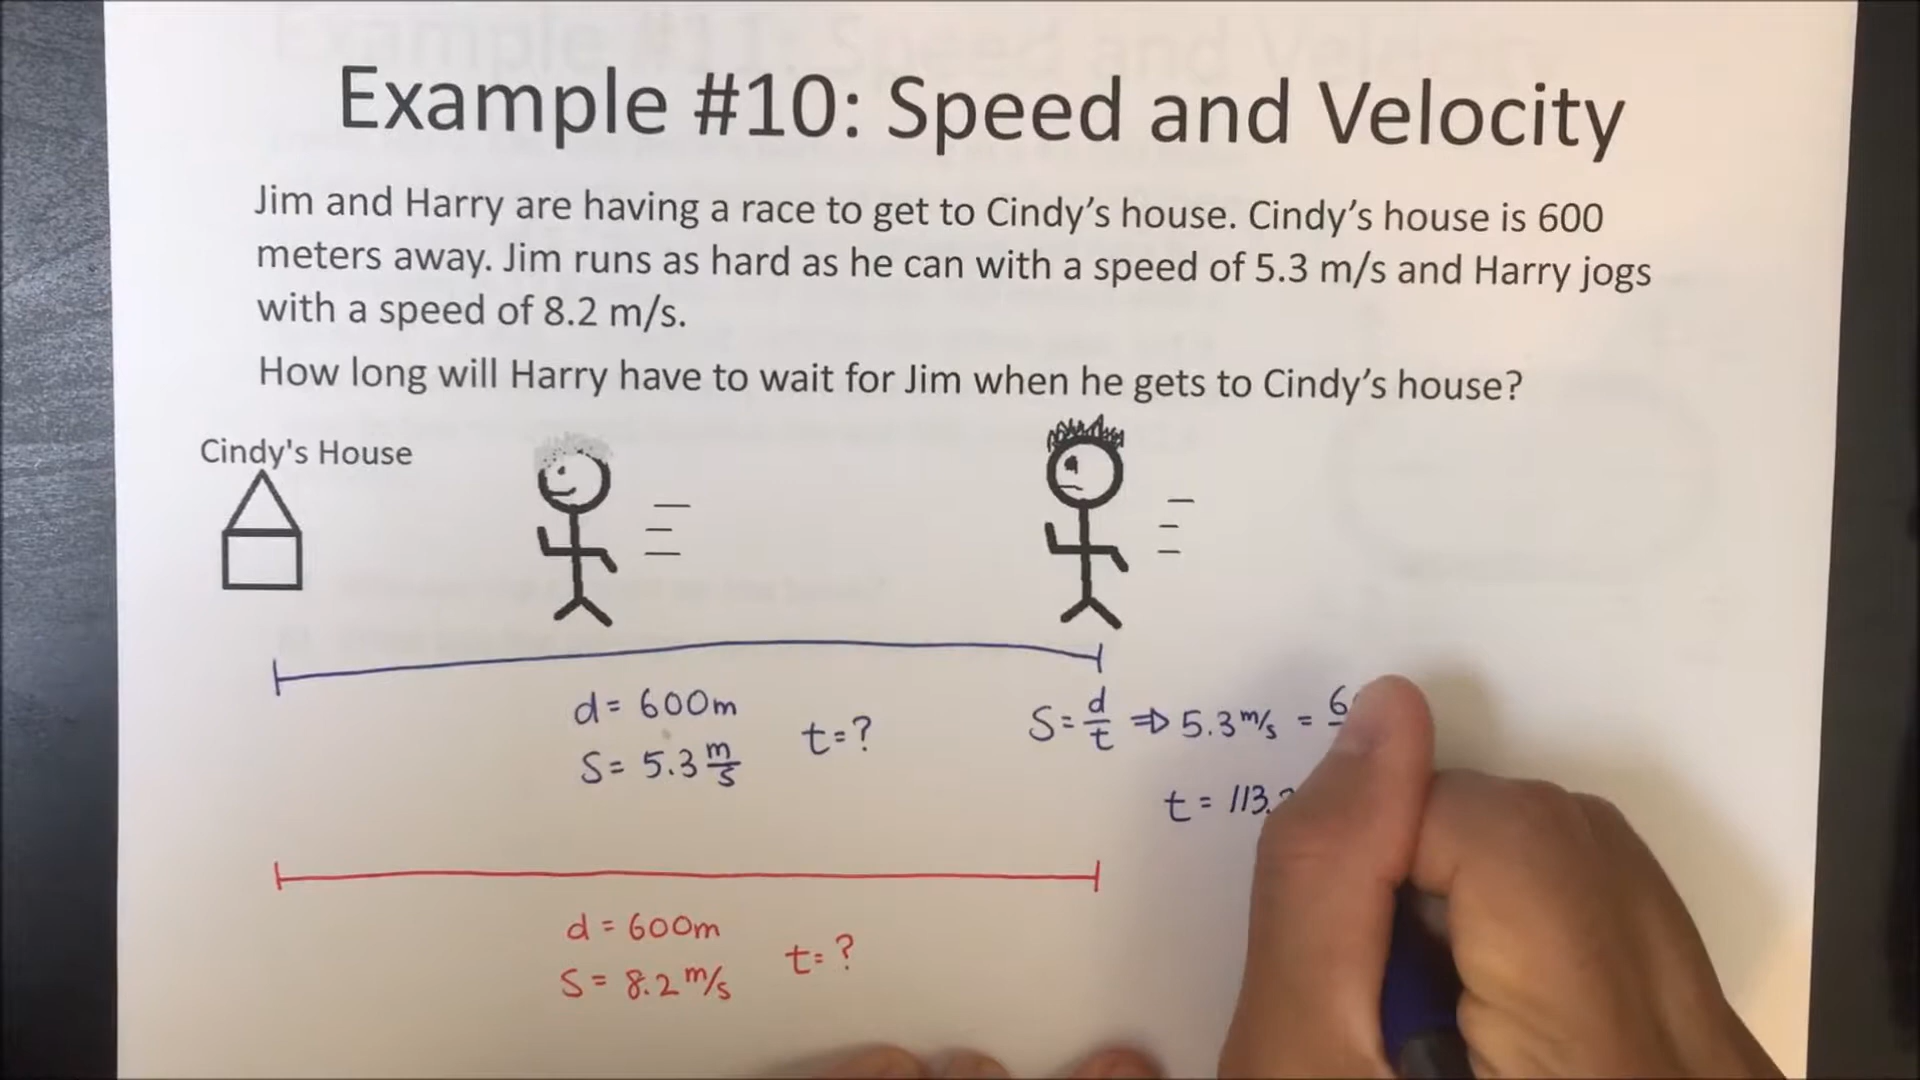 Example #10: Speed and Velocity
Jim and Harry are having a race to get to Cindy's house. Cindy's house is 600
meters away. Jim runs as hard as he can with a speed of 5.3 m/s and Harry jogs
with a speed of 8.2 m/s.
How long will Harry have to wait for Jim when he gets to Cindy's house?
Cindy's House
d = 600m
S = 5.3 m/s
t = ?
S = d/t ⇒ 5.3 m/s = 6
t = 113.
d = 600m
S = 8.2 m/s
t = ?